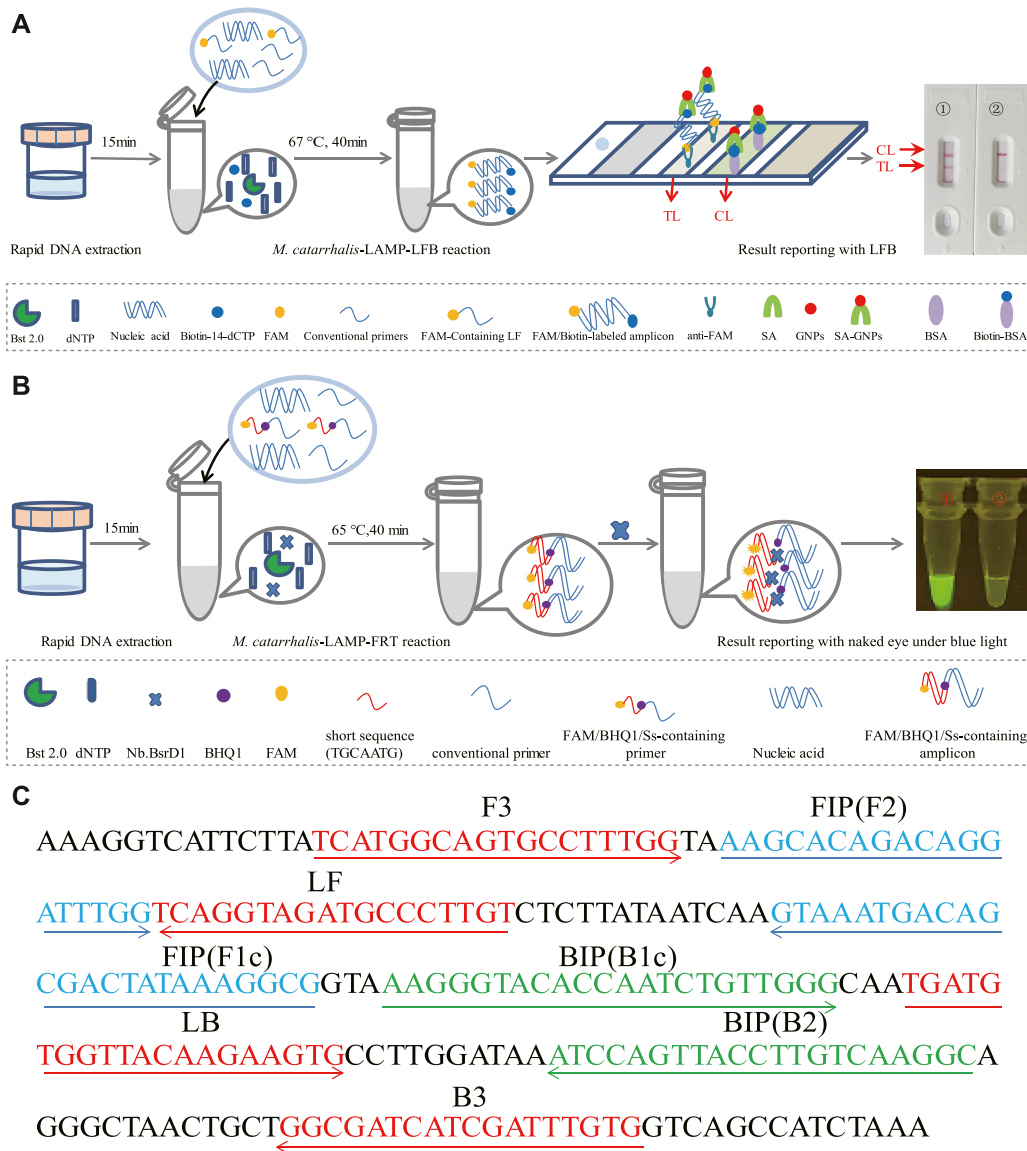 A
15min
67 °C, 40min
TL
CL
CL
TL
①
②
Rapid DNA extraction
M. catarrhalis-LAMP-LFB reaction
Result reporting with LFB
Bst 2.0
dNTP
Nucleic acid
Biotin-14-dCTP
FAM
Conventional primers
FAM-Containing LF
FAM/Biotin-labeled amplicon
anti-FAM
SA
GNPs
SA-GNPs
BSA
Biotin-BSA
B
15min
65 °C,40 min
①
②
Rapid DNA extraction
M. catarrhalis-LAMP-FRT reaction
Result reporting with naked eye under blue light
Bst 2.0
dNTP
Nb.BsrD1
BHQ1
FAM
short sequence
(TGCAATG)
conventional primer
FAM/BHQ1/Ss-containing
primer
Nucleic acid
FAM/BHQ1/Ss-containing
amplicon
C
F3 FIP(F2)
AAAGGTCATTCTTATCATGGCAGTGCCTTTGGTAAAGCACAGACAGG
LF
ATTTGGTCAGGTAGATGCCCTTGTCTCTTATAATCAAGTAAATGACAG
FIP(F1c) BIP(B1c)
CGACTATAAAGGCGGTAAAGGGTACACCAATCTGTTGGGCAATGATG
LB BIP(B2)
TGGTTACAAGAAGTGCCTTGGATAAATCCAGTTACCTTGTCAAGGCA
B3
GGGCTAACTGCTGGCGATCATCGATTTGTGGTCAGCCATCTAAA